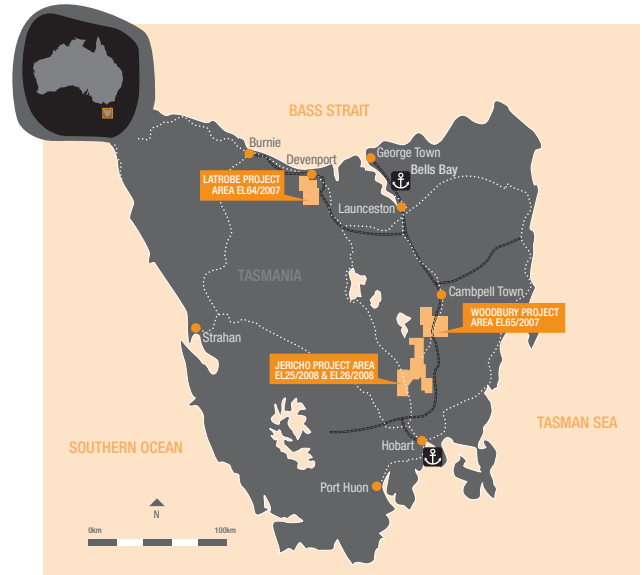 BASS STRAIT
Burnie
George Town
Devenport
Bells Bay
LATROBE PROJECT
AREA EL64/2007
Launceston
TASMANIA
Cambpell Town
WOODBURY PROJECT
AREA EL65/2007
Strahan
JERICHO PROJECT AREA
EL25/2008 & EL26/2008
TASMAN SEA
SOUTHERN OCEAN
Hobart
Port Huon
N
0km
100km